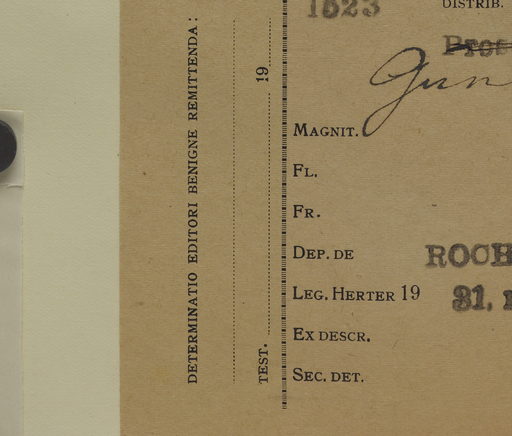 1523
DISTRIB.
MAGNIT.
FL.
FR.
DEP. DE ROCH
LEG. HERTER 19 31.
EX DESCR.
SEC. DET.
DETERMINATIO EDITORI BENIGNE REMITTENDA:
TEST. 19